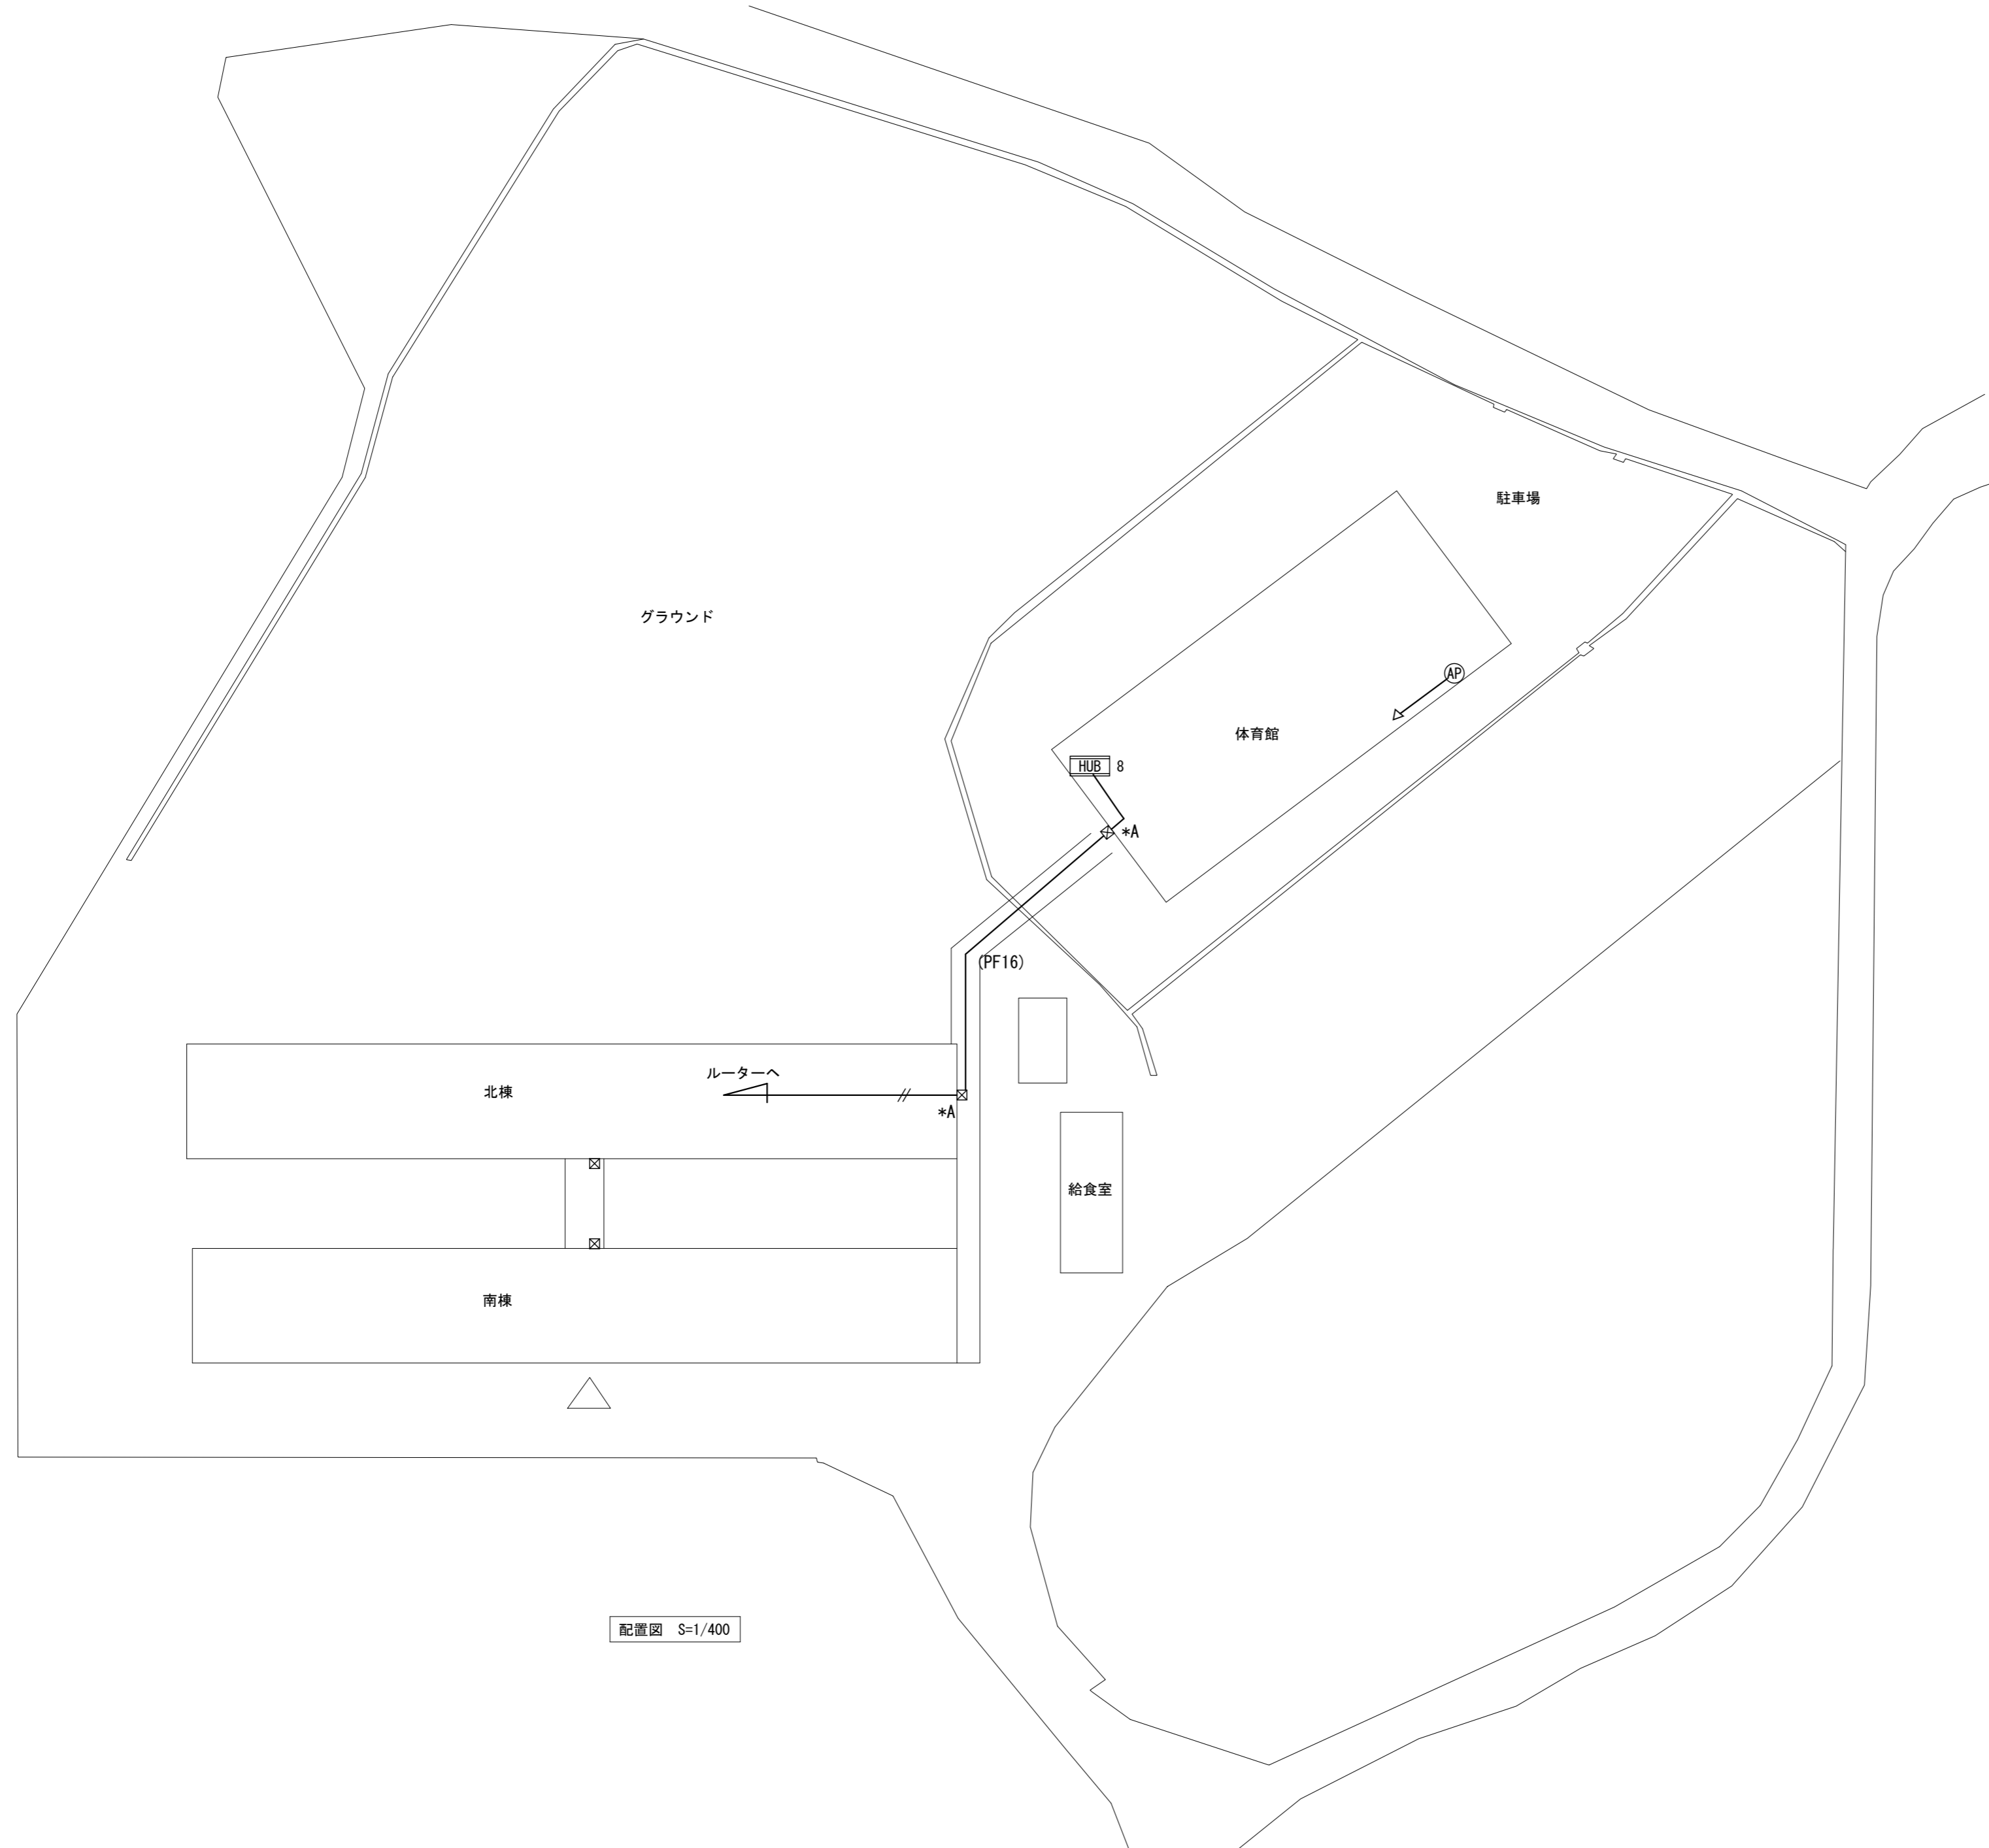 駐車場
グラウンド
AP
体育館
HUB 8
*A
(PF16)
ルーターへ
北棟
*A
給食室
南棟
配置図 S=1/400